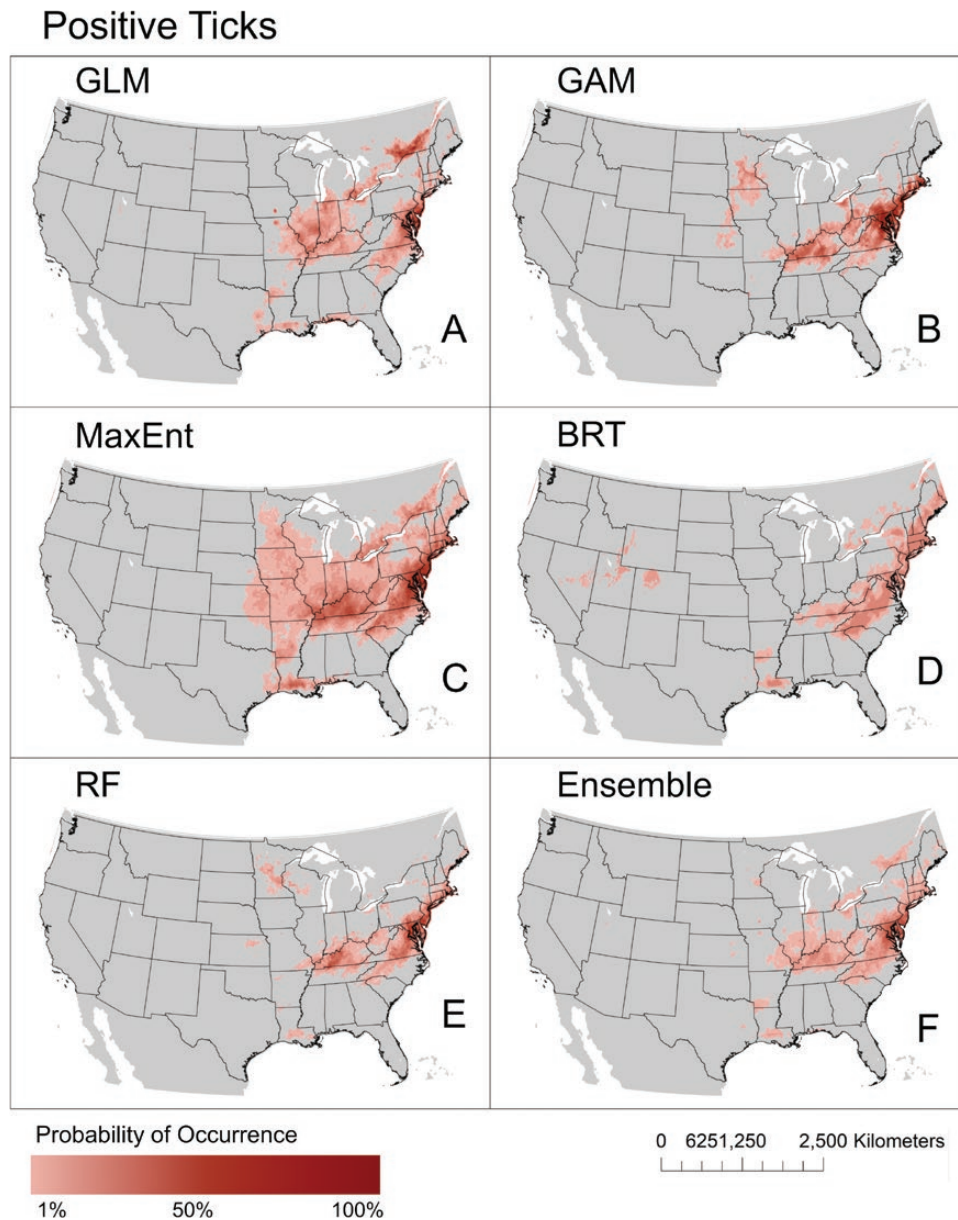 Positive Ticks
GLM
GAM
A
B
MaxEnt
BRT
C
D
RF
Ensemble
E
F
Probability of Occurrence
1% 50% 100%
0 6251,250 2,500 Kilometers